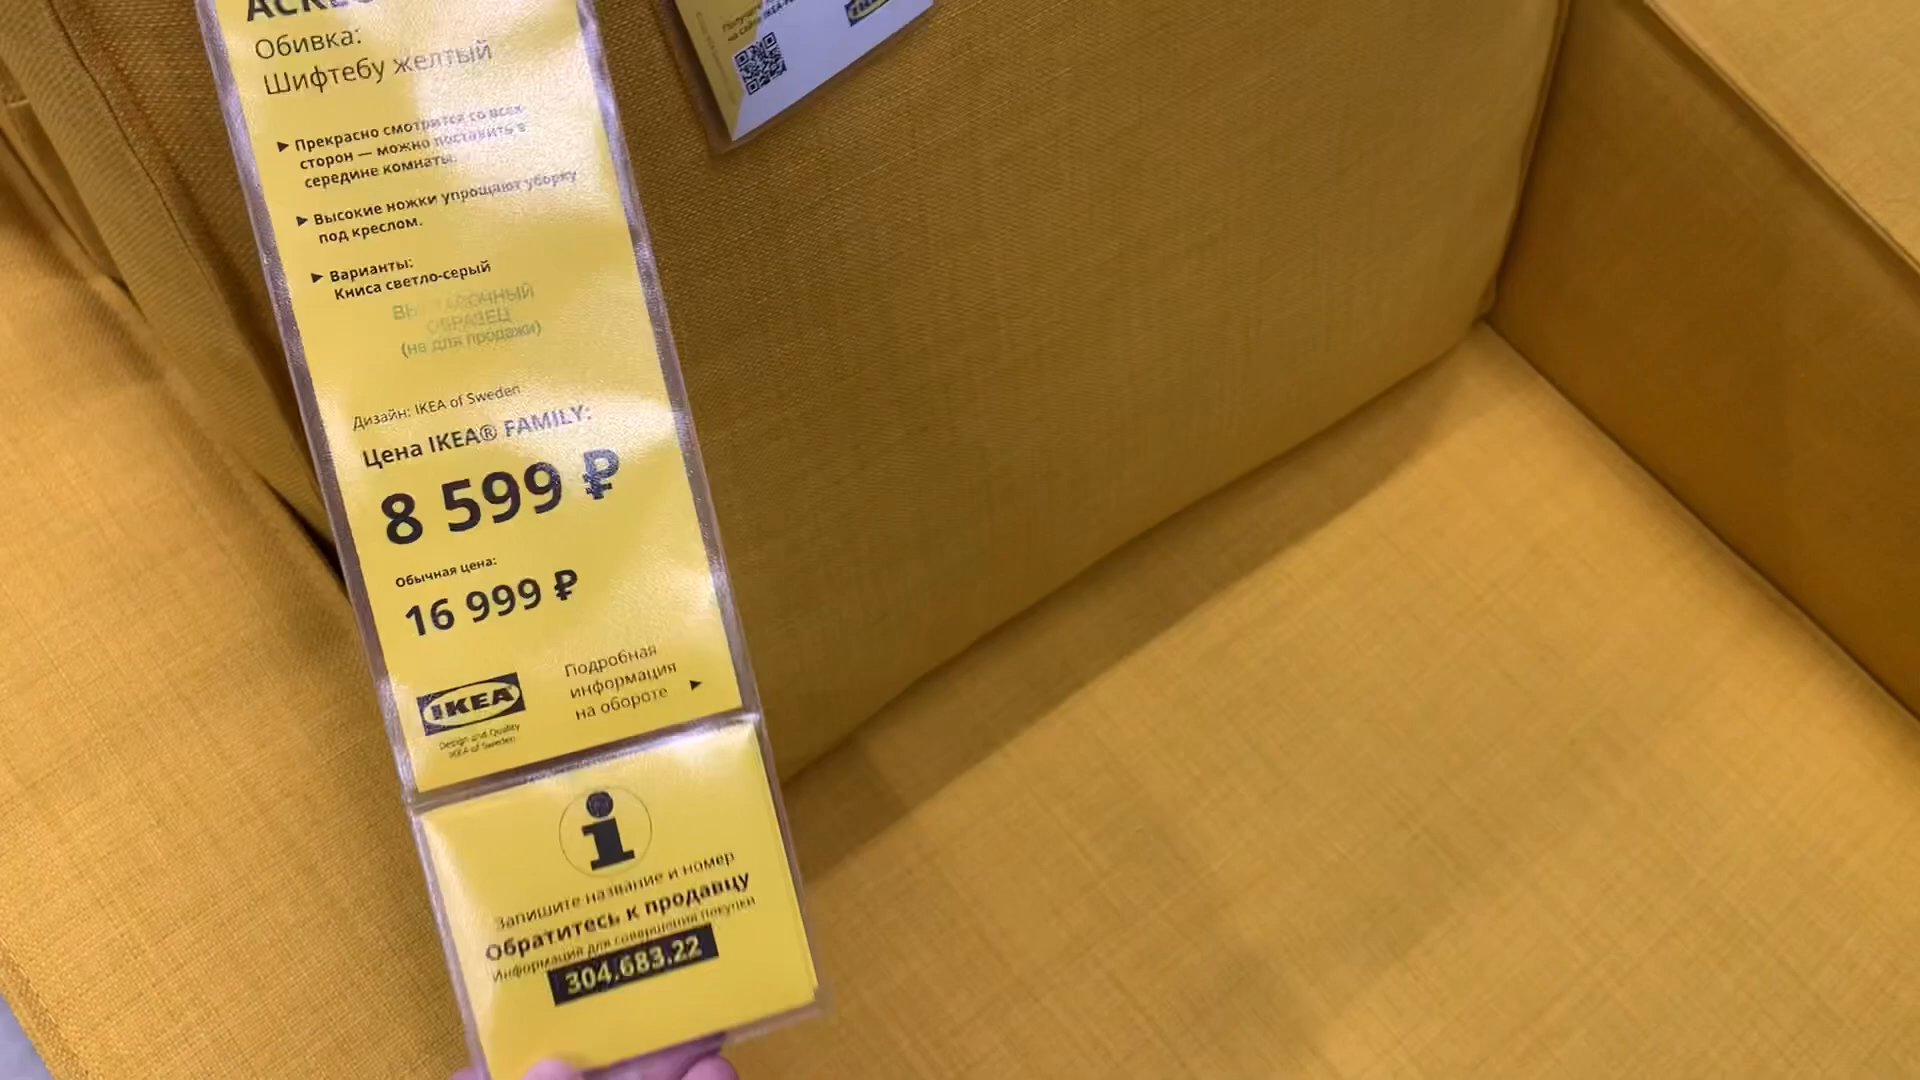 Обивка:
Шифтебу желтый
▶ Прекрасно смотрится со всех
сторон — можно поставить в
середине комнаты.
▶ Высокие ножки упрощают уборку
под креслом.
▶ Варианты:
Книса светло-серый
ОБРАЗЕЦ
(не для продажи)
Дизайн: IKEA of Sweden
Цена IKEA® FAMILY:
8 599 ₽
Обычная цена:
16 999 ₽
IKEA
Design and Quality
IKEA of Sweden
Подробная
информация
на обороте ▶
i
Запишите название и номер
Обратитесь к продавцу
Информация для совершения покупки
304.683.22